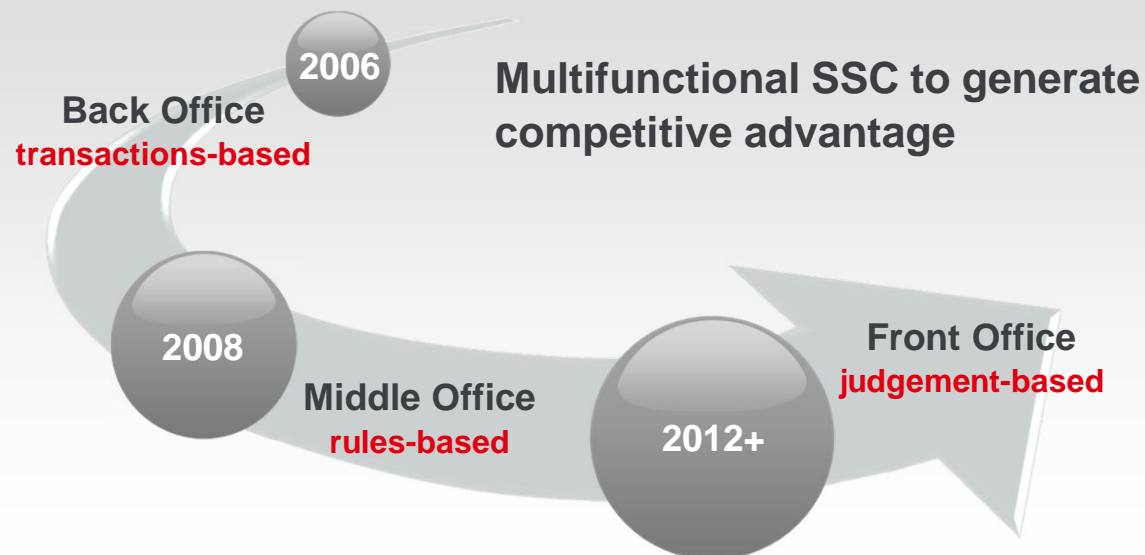 2006
Multifunctional SSC to generate
competitive advantage
Back Office
transactions-based
2008
Middle Office
rules-based
2012+
Front Office
judgement-based